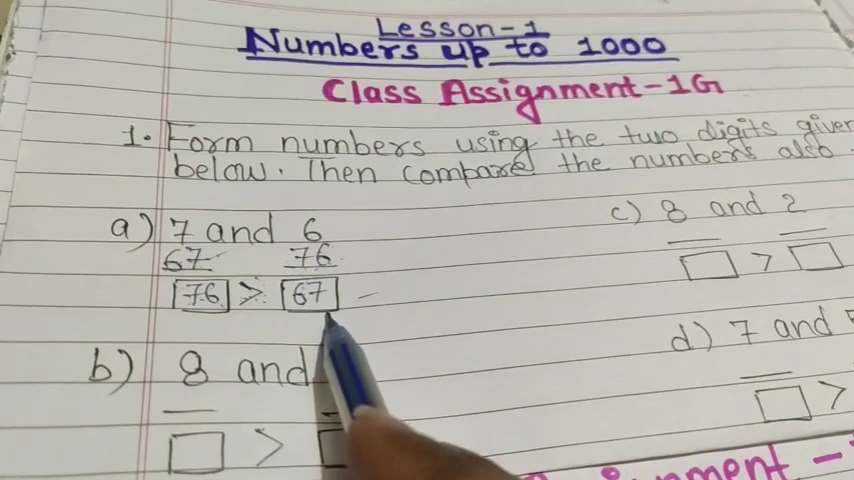 Lesson-1
Numbers up to 1000
Class Assignment-1G
1. Form numbers using the two digits given
below. Then compare the numbers also.
a) 7 and 6
67 76
76 > 67
b) 8 and
>
c) 8 and 2
>
d) 7 and
>